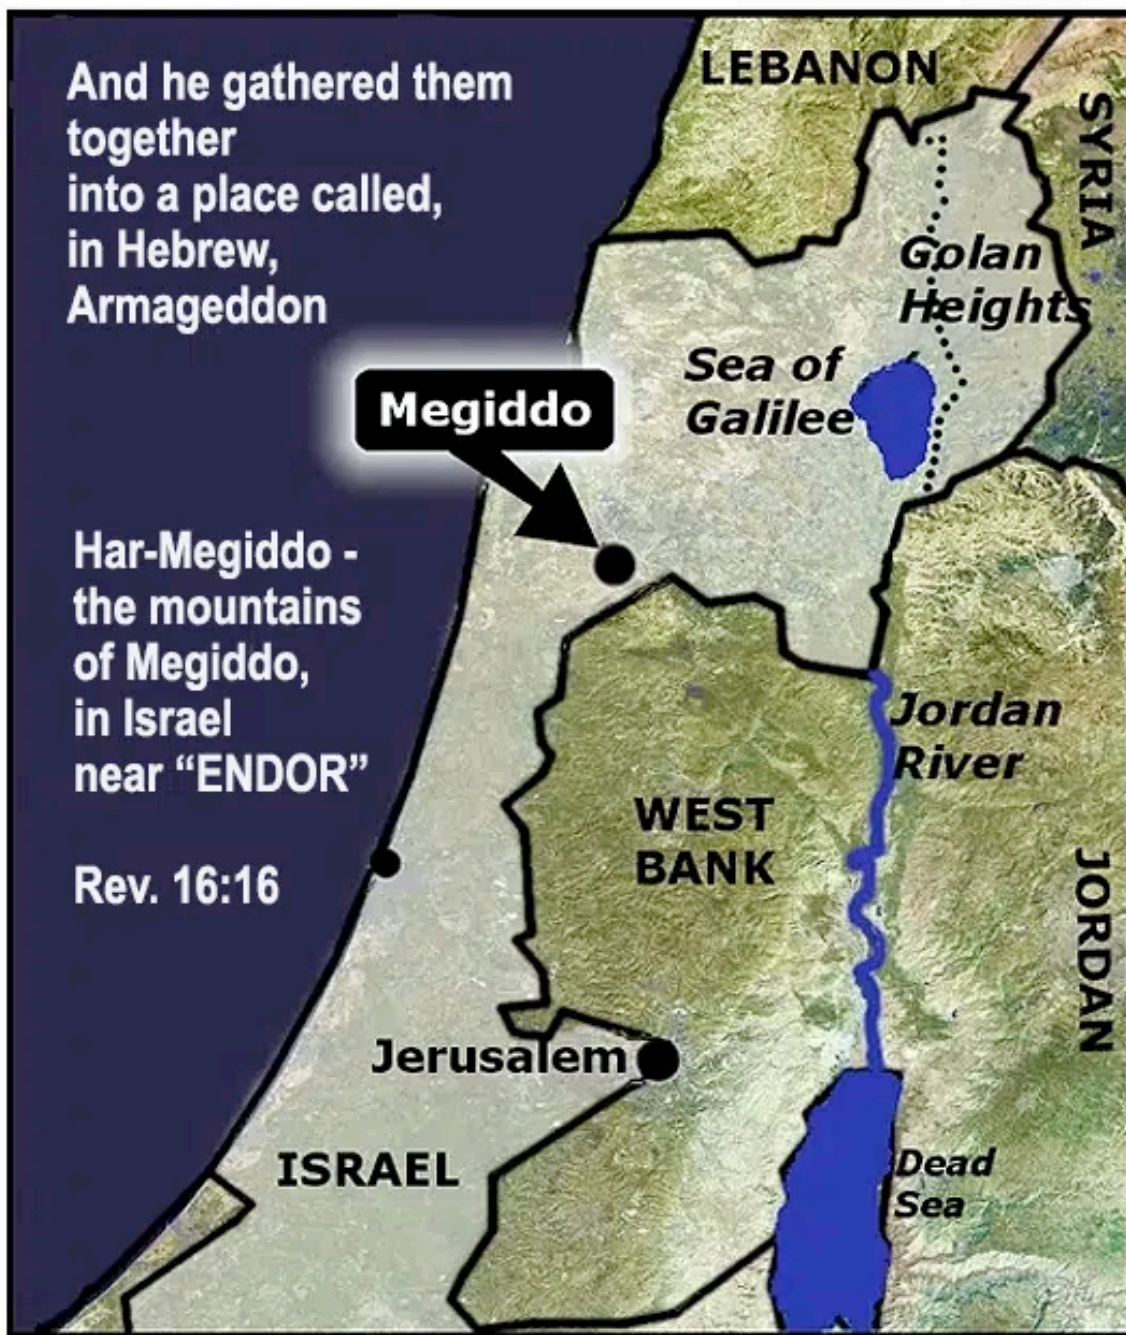 And he gathered them
together
into a place called,
in Hebrew,
Armageddon
Megiddo
Har-Megiddo -
the mountains
of Megiddo,
in Israel
near “ENDOR”
Rev. 16:16
LEBANON
SYRIA
Golan
Heights
Sea of
Galilee
Jordan
River
WEST
BANK
JORDAN
Jerusalem
ISRAEL
Dead
Sea